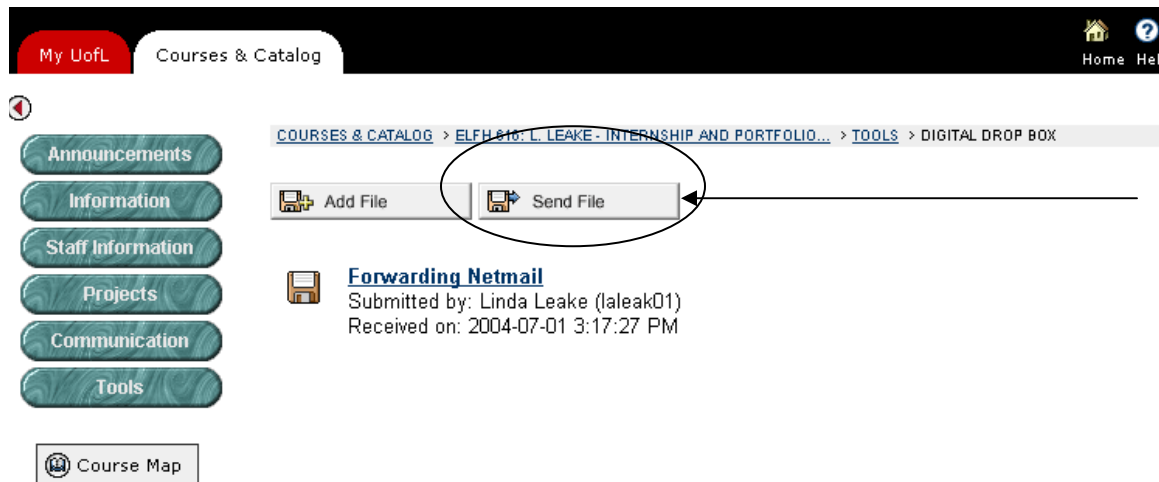 My UofL
Courses & Catalog
Home
COURSES & CATALOG > ELFH 616: L. LEAKE - INTERNSHIP AND PORTFOLIO... > TOOLS > DIGITAL DROP BOX
Announcements
Information
Staff Information
Projects
Communication
Tools
Course Map
Add File
Send File
Forwarding Netmail
Submitted by: Linda Leake (laleak01)
Received on: 2004-07-01 3:17:27 PM